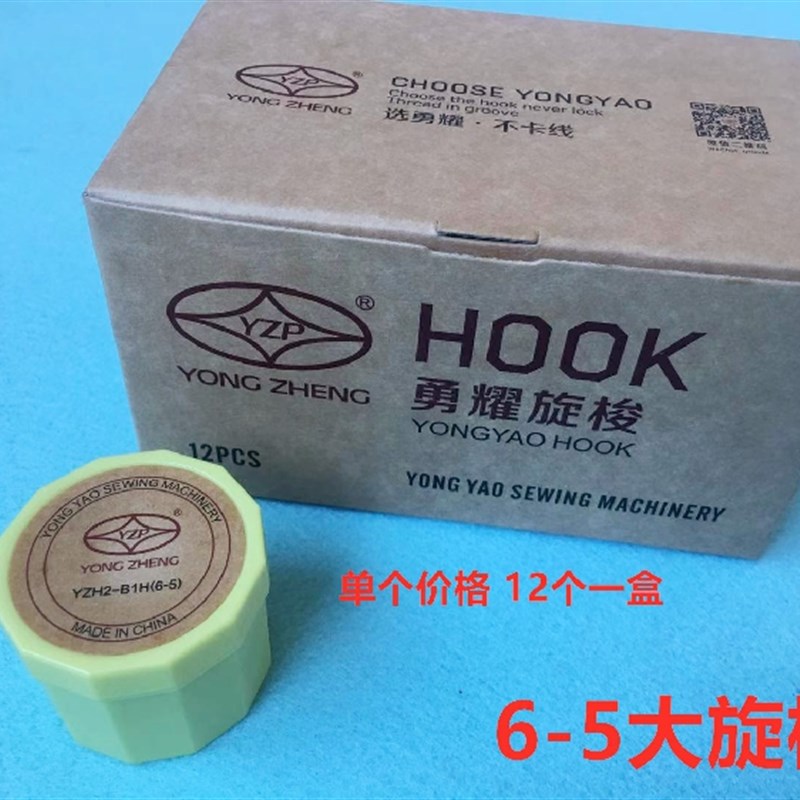 YZP
®
YONG ZHENG
CHOOSE YONGYAO
Choose the hook never lock
Thread in groove
选勇耀·不卡线
YZP
®
YONG ZHENG
HOOK
勇耀旋梭
YONGYAO HOOK
12PCS
YONG YAO SEWING MACHINERY
YONG YAO SEWING MACHINERY
YZP
®
YONG ZHENG
YZH2-B1H(6-5)
MADE IN CHINA
单个价格 12个一盒
6-5大旋梭